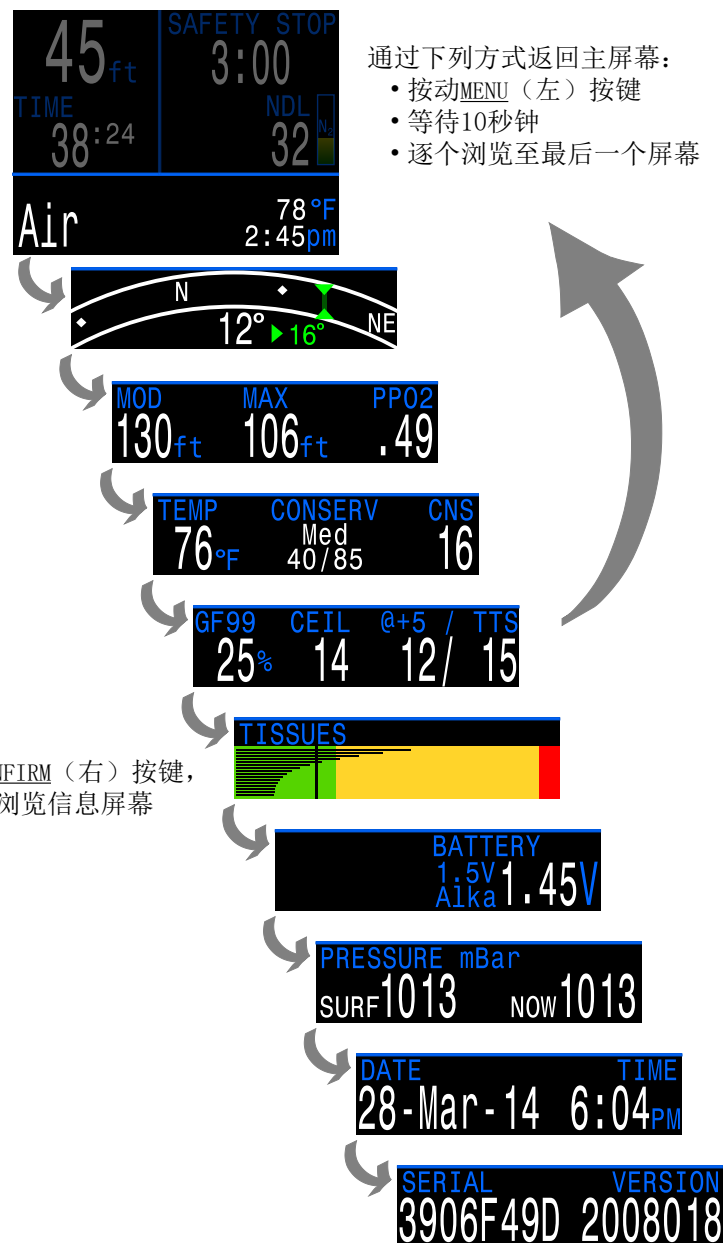 45ft
SAFETY STOP
3:00
TIME
38:24
NDL
32
N2
Air
78°F
2:45pm
通过下列方式返回主屏幕：
•按动MENU（左）按键
•等待10秒钟
•逐个浏览至最后一个屏幕
N
NE
12° 16°
MOD MAX PPO2
130ft 106ft .49
TEMP CONSERV CNS
76°F Med 16
40/85
GF99 CEIL @+5 / TTS
25% 14 12/ 15
TISSUES
NFIRM（右）按键，
浏览信息屏幕
BATTERY
1.5V
Alka 1.45V
PRESSURE mBar
SURF 1013 NOW 1013
DATE TIME
28-Mar-14 6:04PM
SERIAL VERSION
3906F49D 2008018